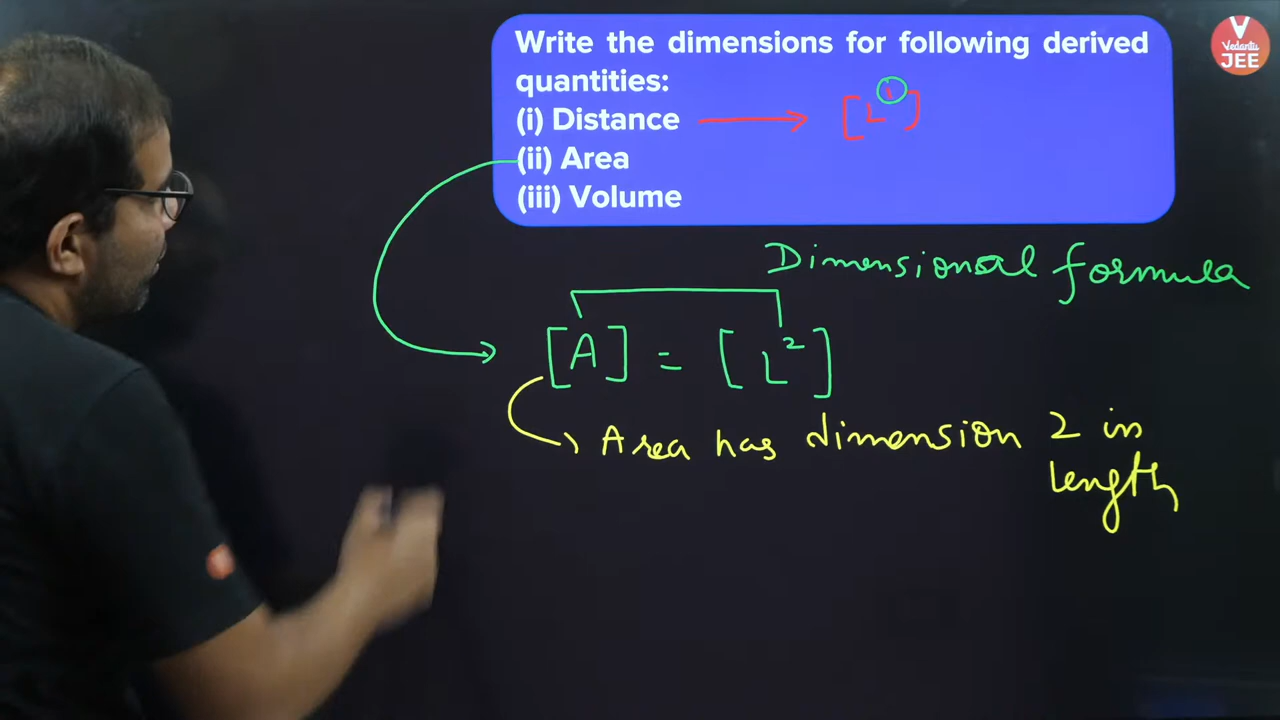 Write the dimensions for following derived
quantities:
(i) Distance → [L¹]
(ii) Area
(iii) Volume
V
Vedantu
JEE
Dimensional formula
[A] = [L²]
Area has dimension 2 in
length